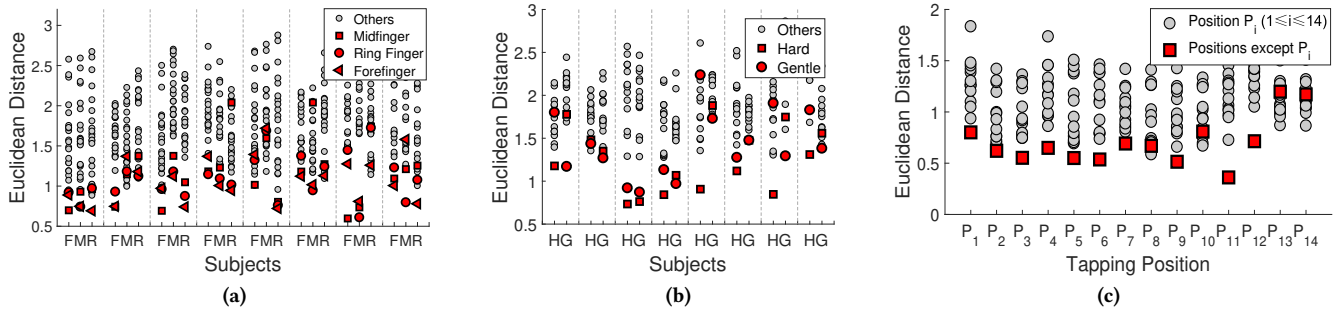 3
2.5
2
1.5
1
0.5
Euclidean Distance
Others
Midfinger
Ring Finger
Forefinger
FMR FMR FMR FMR FMR FMR FMR FMR
Subjects
(a)
3
2.5
2
1.5
1
0.5
Euclidean Distance
Others
Hard
Gentle
HG HG HG HG HG HG HG HG
Subjects
(b)
2
1.5
1
0.5
0
Euclidean Distance
Position P_i (1≤i≤14)
Positions except P_i
P_1 P_2 P_3 P_4 P_5 P_6 P_7 P_8 P_9 P_10 P_11 P_12 P_13 P_14
Tapping Position
(c)